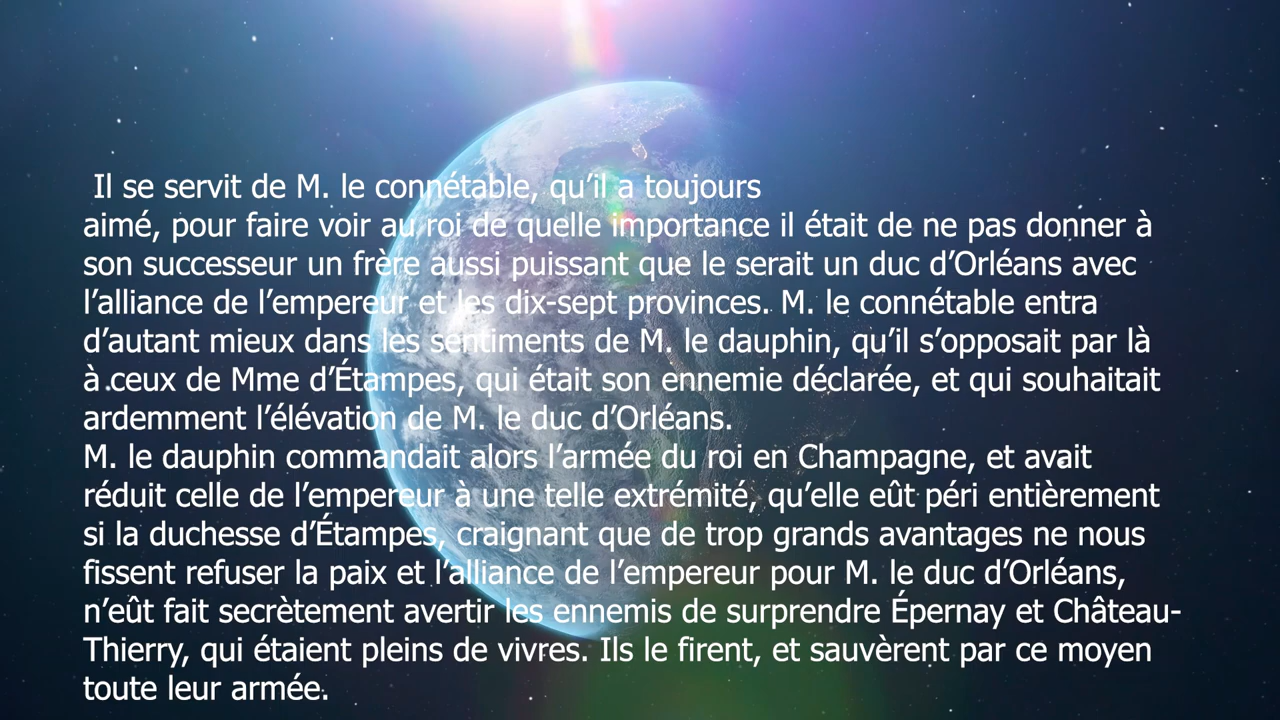 Il se servit de M. le connétable, qu’il a toujours
aimé, pour faire voir au roi de quelle importance il était de ne pas donner à
son successeur un frère aussi puissant que le serait un duc d’Orléans avec
l’alliance de l’empereur et les dix-sept provinces. M. le connétable entra
d’autant mieux dans les sentiments de M. le dauphin, qu’il s’opposait par là
à ceux de Mme d’Étampes, qui était son ennemie déclarée, et qui souhaitait
ardemment l’élévation de M. le duc d’Orléans.
M. le dauphin commandait alors l’armée du roi en Champagne, et avait
réduit celle de l’empereur à une telle extrémité, qu’elle eût péri entièrement
si la duchesse d’Étampes, craignant que de trop grands avantages ne nous
fissent refuser la paix et l’alliance de l’empereur pour M. le duc d’Orléans,
n’eût fait secrètement avertir les ennemis de surprendre Épernay et Château-
Thierry, qui étaient pleins de vivres. Ils le firent, et sauvèrent par ce moyen
toute leur armée.